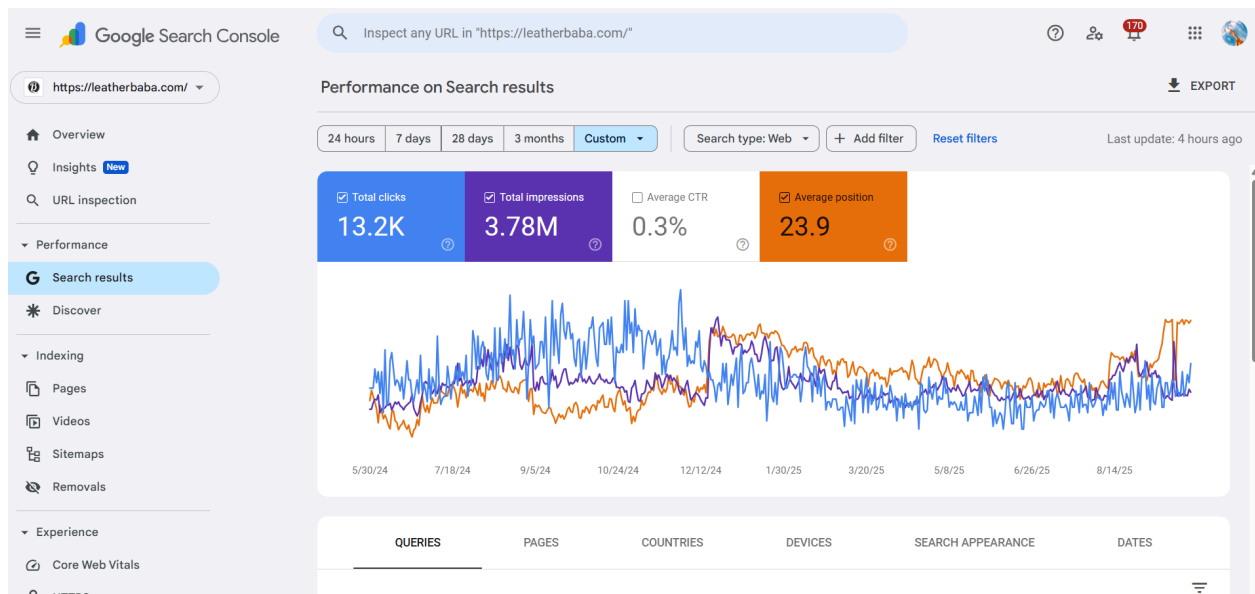 Google Search Console
Inspect any URL in "https://leatherbaba.com/"
170
https://leatherbaba.com/
Performance on Search results
EXPORT
24 hours
7 days
28 days
3 months
Custom
Search type: Web
Add filter
Reset filters
Last update: 4 hours ago
Overview
Insights New
URL inspection
Performance
Search results
Discover
Indexing
Pages
Videos
Sitemaps
Removals
Experience
Core Web Vitals
Total clicks
13.2K
Total impressions
3.78M
Average CTR
0.3%
Average position
23.9
5/30/24 7/18/24 9/5/24 10/24/24 12/12/24 1/30/25 3/20/25 5/8/25 6/26/25 8/14/25
QUERIES PAGES COUNTRIES DEVICES SEARCH APPEARANCE DATES